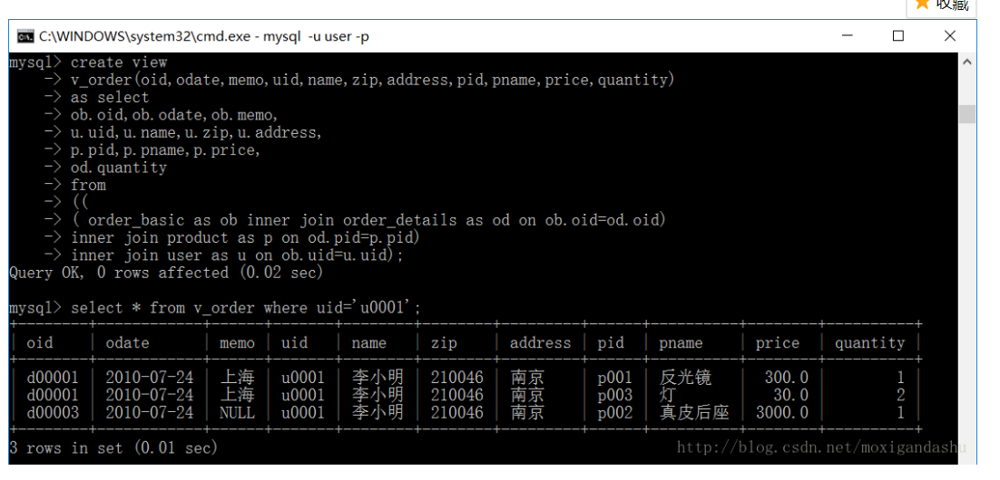 收藏
C:\WINDOWS\system32\cmd.exe - mysql  -u user -p
mysql> create view
    -> v_order(oid,odate,memo,uid,name,zip,address,pid,pname,price,quantity)
    -> as select
    -> ob.oid,ob.odate,ob.memo,
    -> u.uid,u.name,u.zip,u.address,
    -> p.pid,p.pname,p.price,
    -> od.quantity
    -> from
    -> ((
    -> ( order_basic as ob inner join order_details as od on ob.oid=od.oid)
    -> inner join product as p on od.pid=p.pid)
    -> inner join user as u on ob.uid=u.uid);
Query OK, 0 rows affected (0.02 sec)
mysql> select * from v_order where uid='u0001';
| oid | odate | memo | uid | name | zip | address | pid | pname | price | quantity |
| d00001 | 2010-07-24 | 上海 | u0001 | 李小明 | 210046 | 南京 | p001 | 反光镜 | 300.0 | 1 |
| d00001 | 2010-07-24 | 上海 | u0001 | 李小明 | 210046 | 南京 | p003 | 灯 | 30.0 | 2 |
| d00003 | 2010-07-24 | NULL | u0001 | 李小明 | 210046 | 南京 | p002 | 真皮后座 | 3000.0 | 1 |
3 rows in set (0.01 sec)
http://blog.csdn.net/moxigandashu